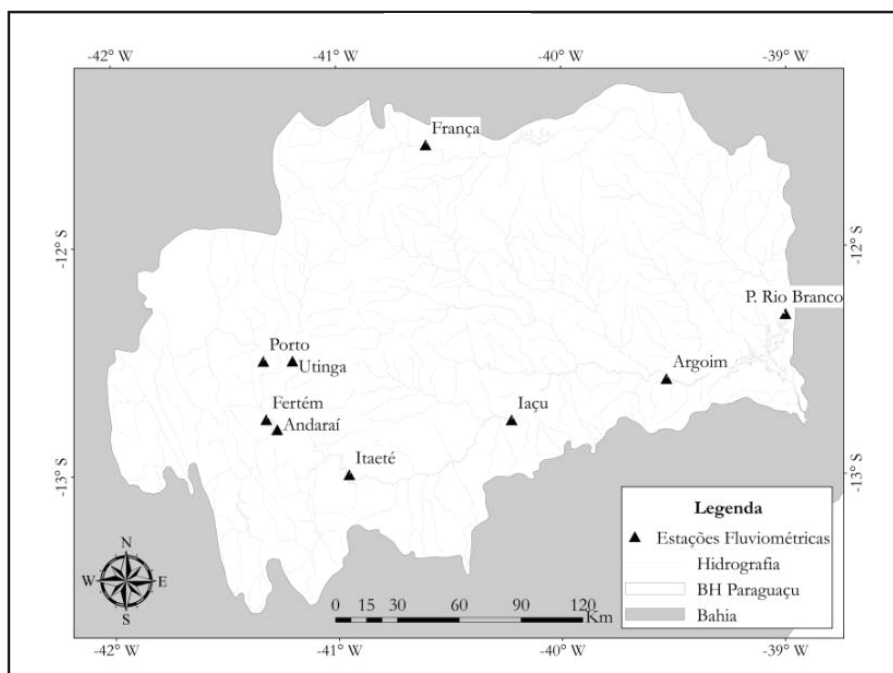 -42° W
-41° W
-40° W
-39° W
França
-12° S
-12° S
P. Rio Branco
Porto
Utinga
Argoim
Fertém
Andaraí
Iaçu
Itaeté
-13° S
-13° S
Legenda
Estações Fluviométricas
Hidrografia
BH Paraguaçu
Bahia
N
W
E
S
0 15 30 60 90 120
Km
-42° W
-41° W
-40° W
-39° W